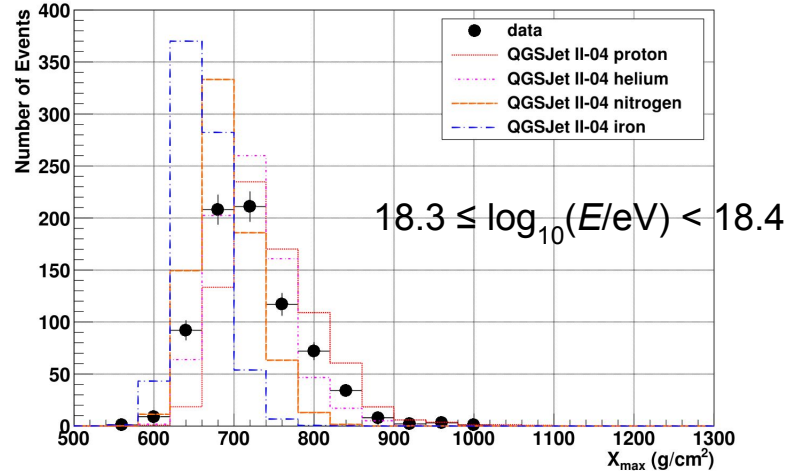 Number of Events
400
350
300
250
200
150
100
50
0
data
QGSJet II-04 proton
QGSJet II-04 helium
QGSJet II-04 nitrogen
QGSJet II-04 iron
18.3 ≤ log₁₀(E/eV) < 18.4
500 600 700 800 900 1000 1100 1200 1300
Xₘₐₓ (g/cm²)